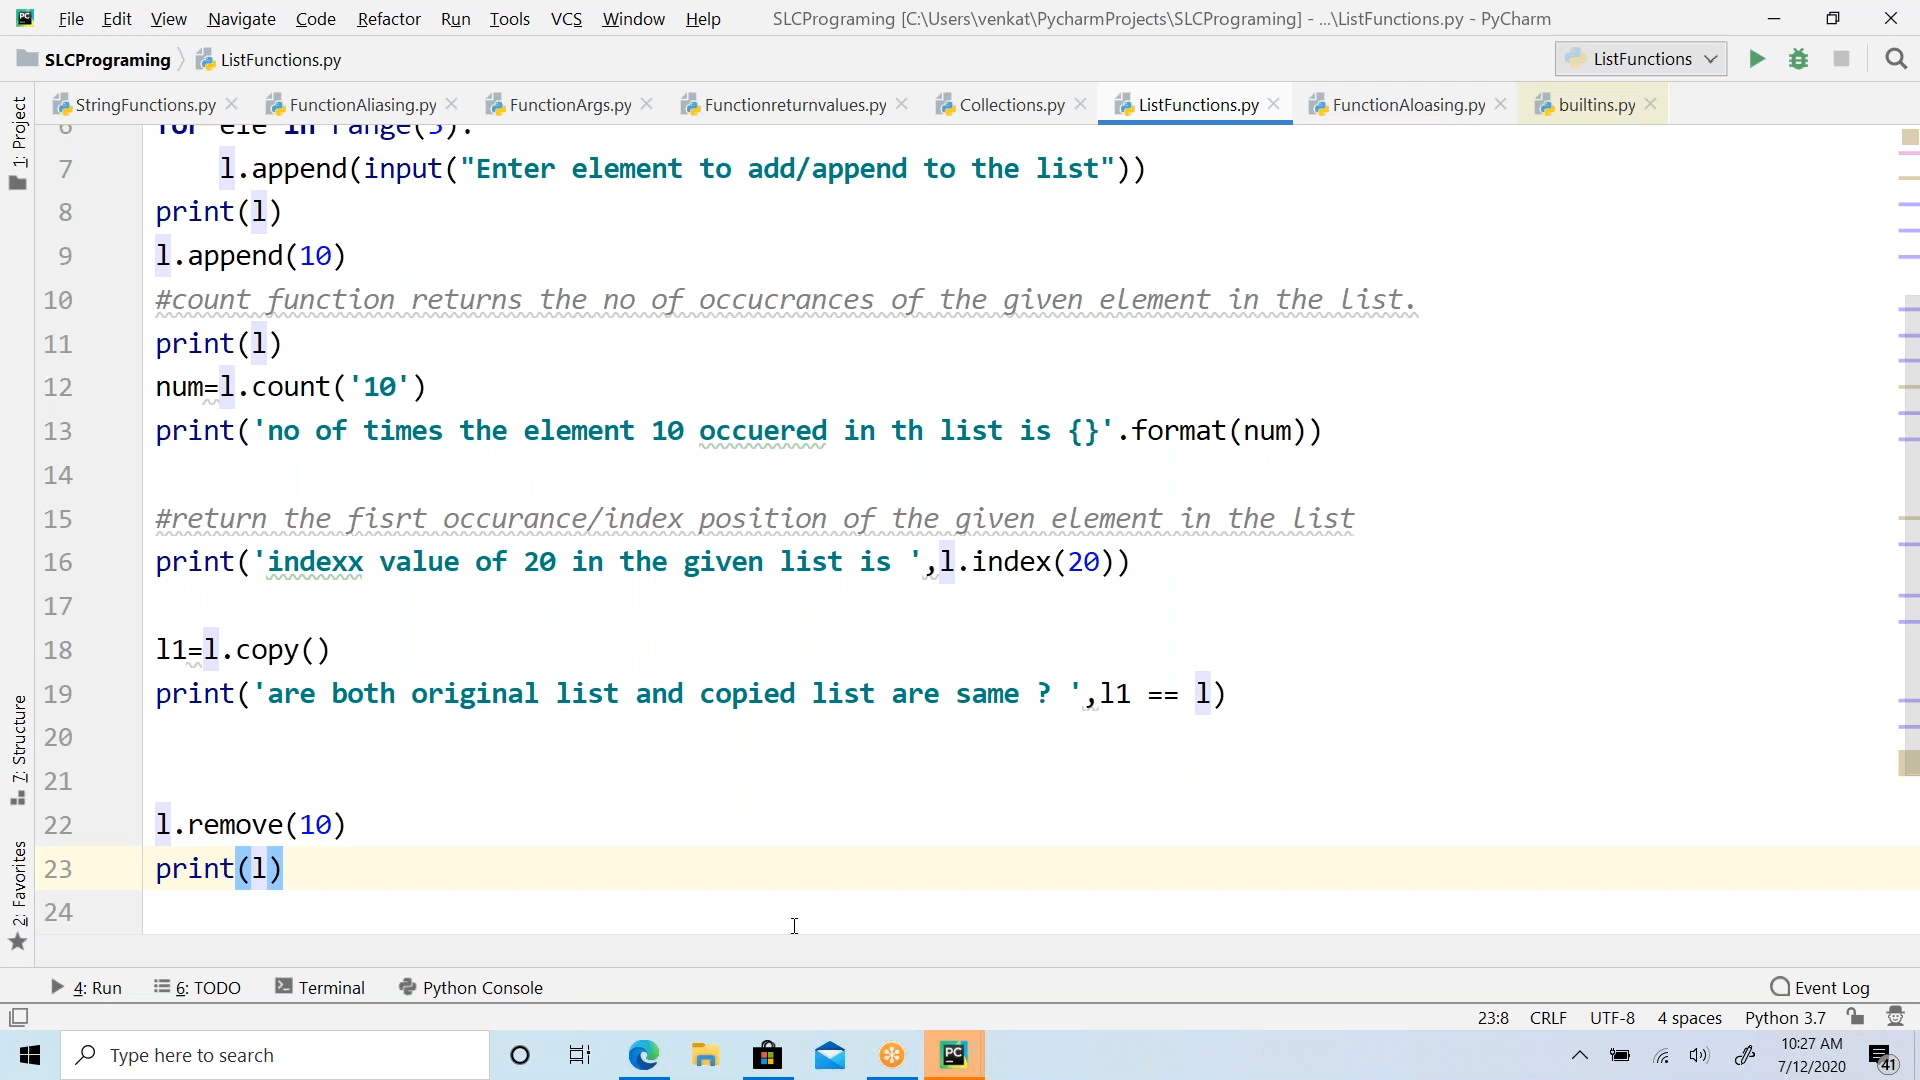 File Edit View Navigate Code Refactor Run Tools VCS Window Help SLCPrograming [C:\Users\venkat\PycharmProjects\SLCPrograming] - ...\ListFunctions.py - PyCharm
SLCPrograming ListFunctions.py ListFunctions
StringFunctions.py FunctionAliasing.py FunctionArgs.py Functionreturnvalues.py Collections.py ListFunctions.py FunctionAloasing.py builtins.py
1: Project
7: Structure
2: Favorites
6 for ele in range(3):
7 l.append(input("Enter element to add/append to the list"))
8 print(l)
9 l.append(10)
10 #count function returns the no of occucrances of the given element in the list.
11 print(l)
12 num=l.count('10')
13 print('no of times the element 10 occuered in th list is {}'.format(num))
14
15 #return the fisrt occurance/index position of the given element in the list
16 print('indexx value of 20 in the given list is ',l.index(20))
17
18 l1=l.copy()
19 print('are both original list and copied list are same ? ',l1 == l)
20
21
22 l.remove(10)
23 print(l)
24
4: Run 6: TODO Terminal Python Console Event Log
23:8 CRLF UTF-8 4 spaces Python 3.7
Type here to search
10:27 AM
7/12/2020
41